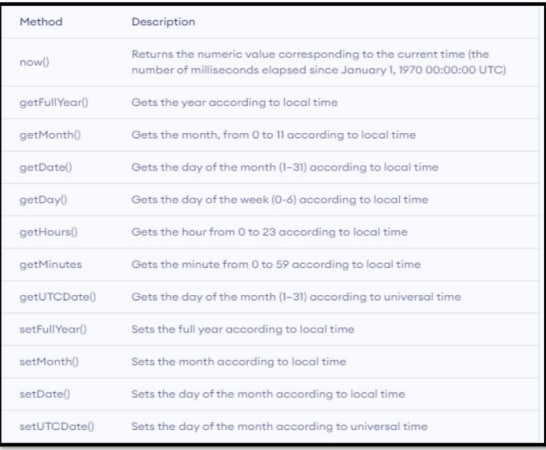 Method Description
now() Returns the numeric value corresponding to the current time (the
number of milliseconds elapsed since January 1, 1970 00:00:00 UTC)
getFullYear() Gets the year according to local time
getMonth() Gets the month, from 0 to 11 according to local time
getDate() Gets the day of the month (1–31) according to local time
getDay() Gets the day of the week (0-6) according to local time
getHours() Gets the hour from 0 to 23 according to local time
getMinutes Gets the minute from 0 to 59 according to local time
getUTCDate() Gets the day of the month (1–31) according to universal time
setFullYear() Sets the full year according to local time
setMonth() Sets the month according to local time
setDate() Sets the day of the month according to local time
setUTCDate() Sets the day of the month according to universal time